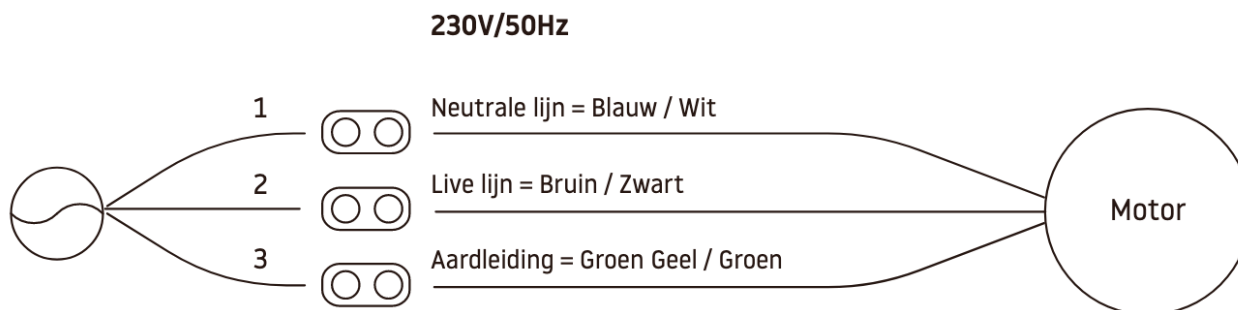 230V/50Hz
1 Neutrale lijn = Blauw / Wit
2 Live lijn = Bruin / Zwart
Motor
3 Aardleiding = Groen Geel / Groen